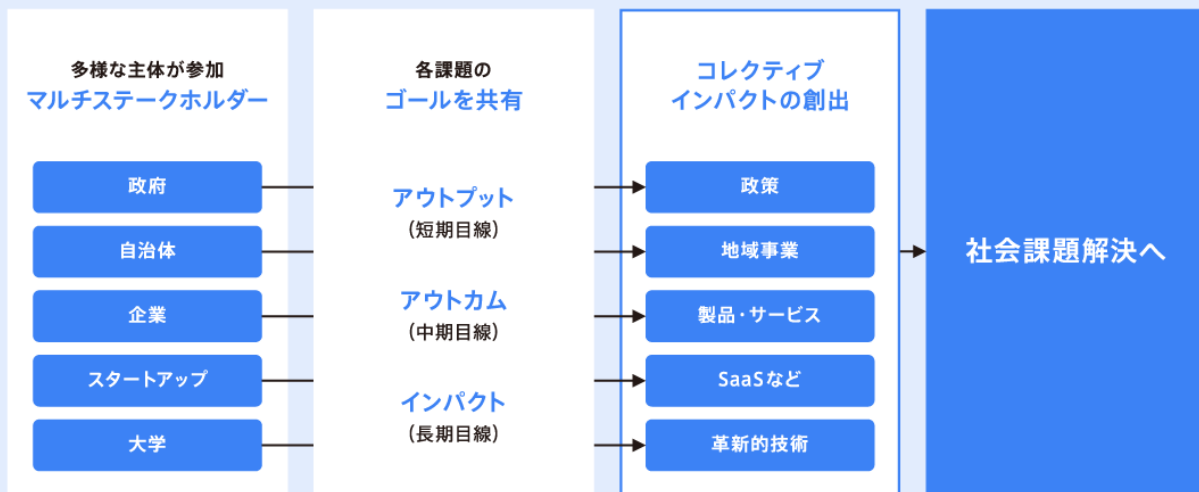 多様な主体が参加
マルチステークホルダー
政府
自治体
企業
スタートアップ
大学
各課題の
ゴールを共有
アウトプット
（短期目線）
アウトカム
（中期目線）
インパクト
（長期目線）
コレクティブ
インパクトの創出
政策
地域事業
製品・サービス
SaaSなど
革新的技術
社会課題解決へ